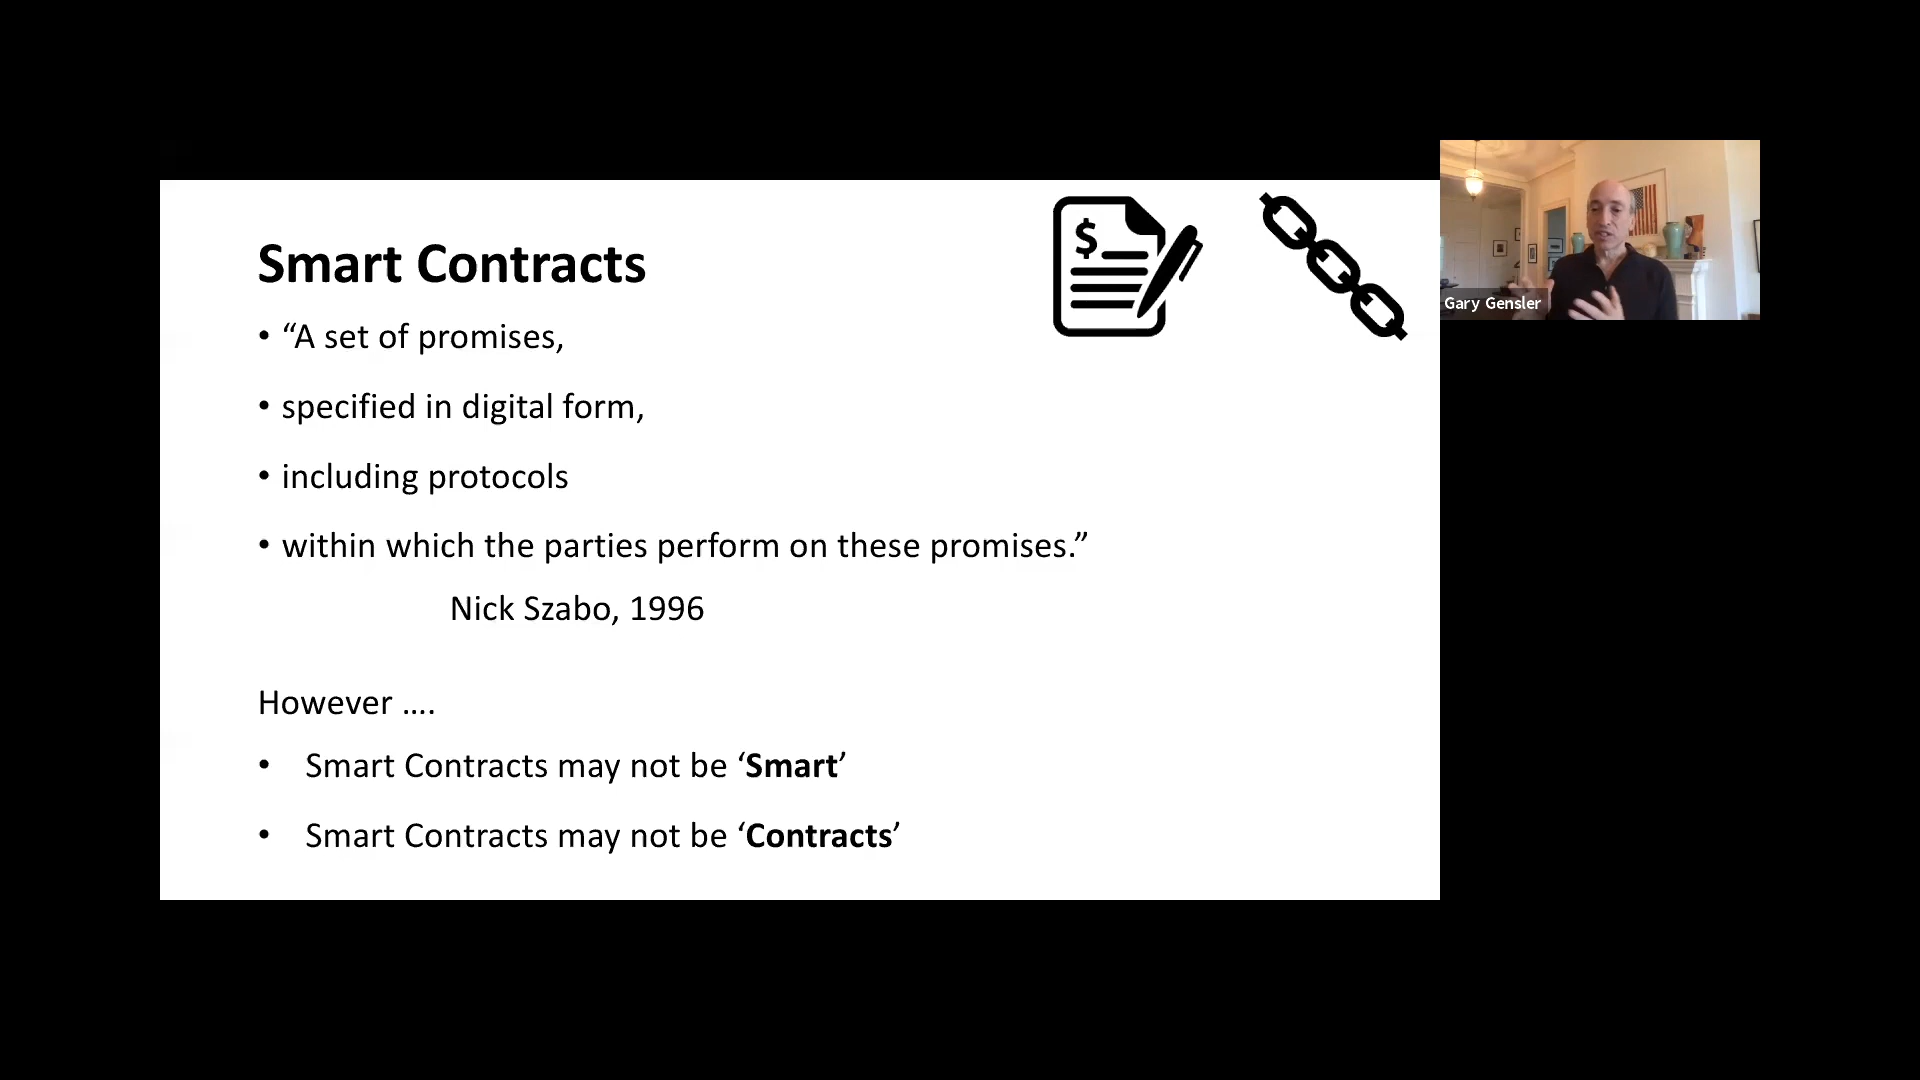 Smart Contracts
• “A set of promises,
• specified in digital form,
• including protocols
• within which the parties perform on these promises.”
Nick Szabo, 1996
However ....
• Smart Contracts may not be ‘Smart’
• Smart Contracts may not be ‘Contracts’
$
Gary Gensler